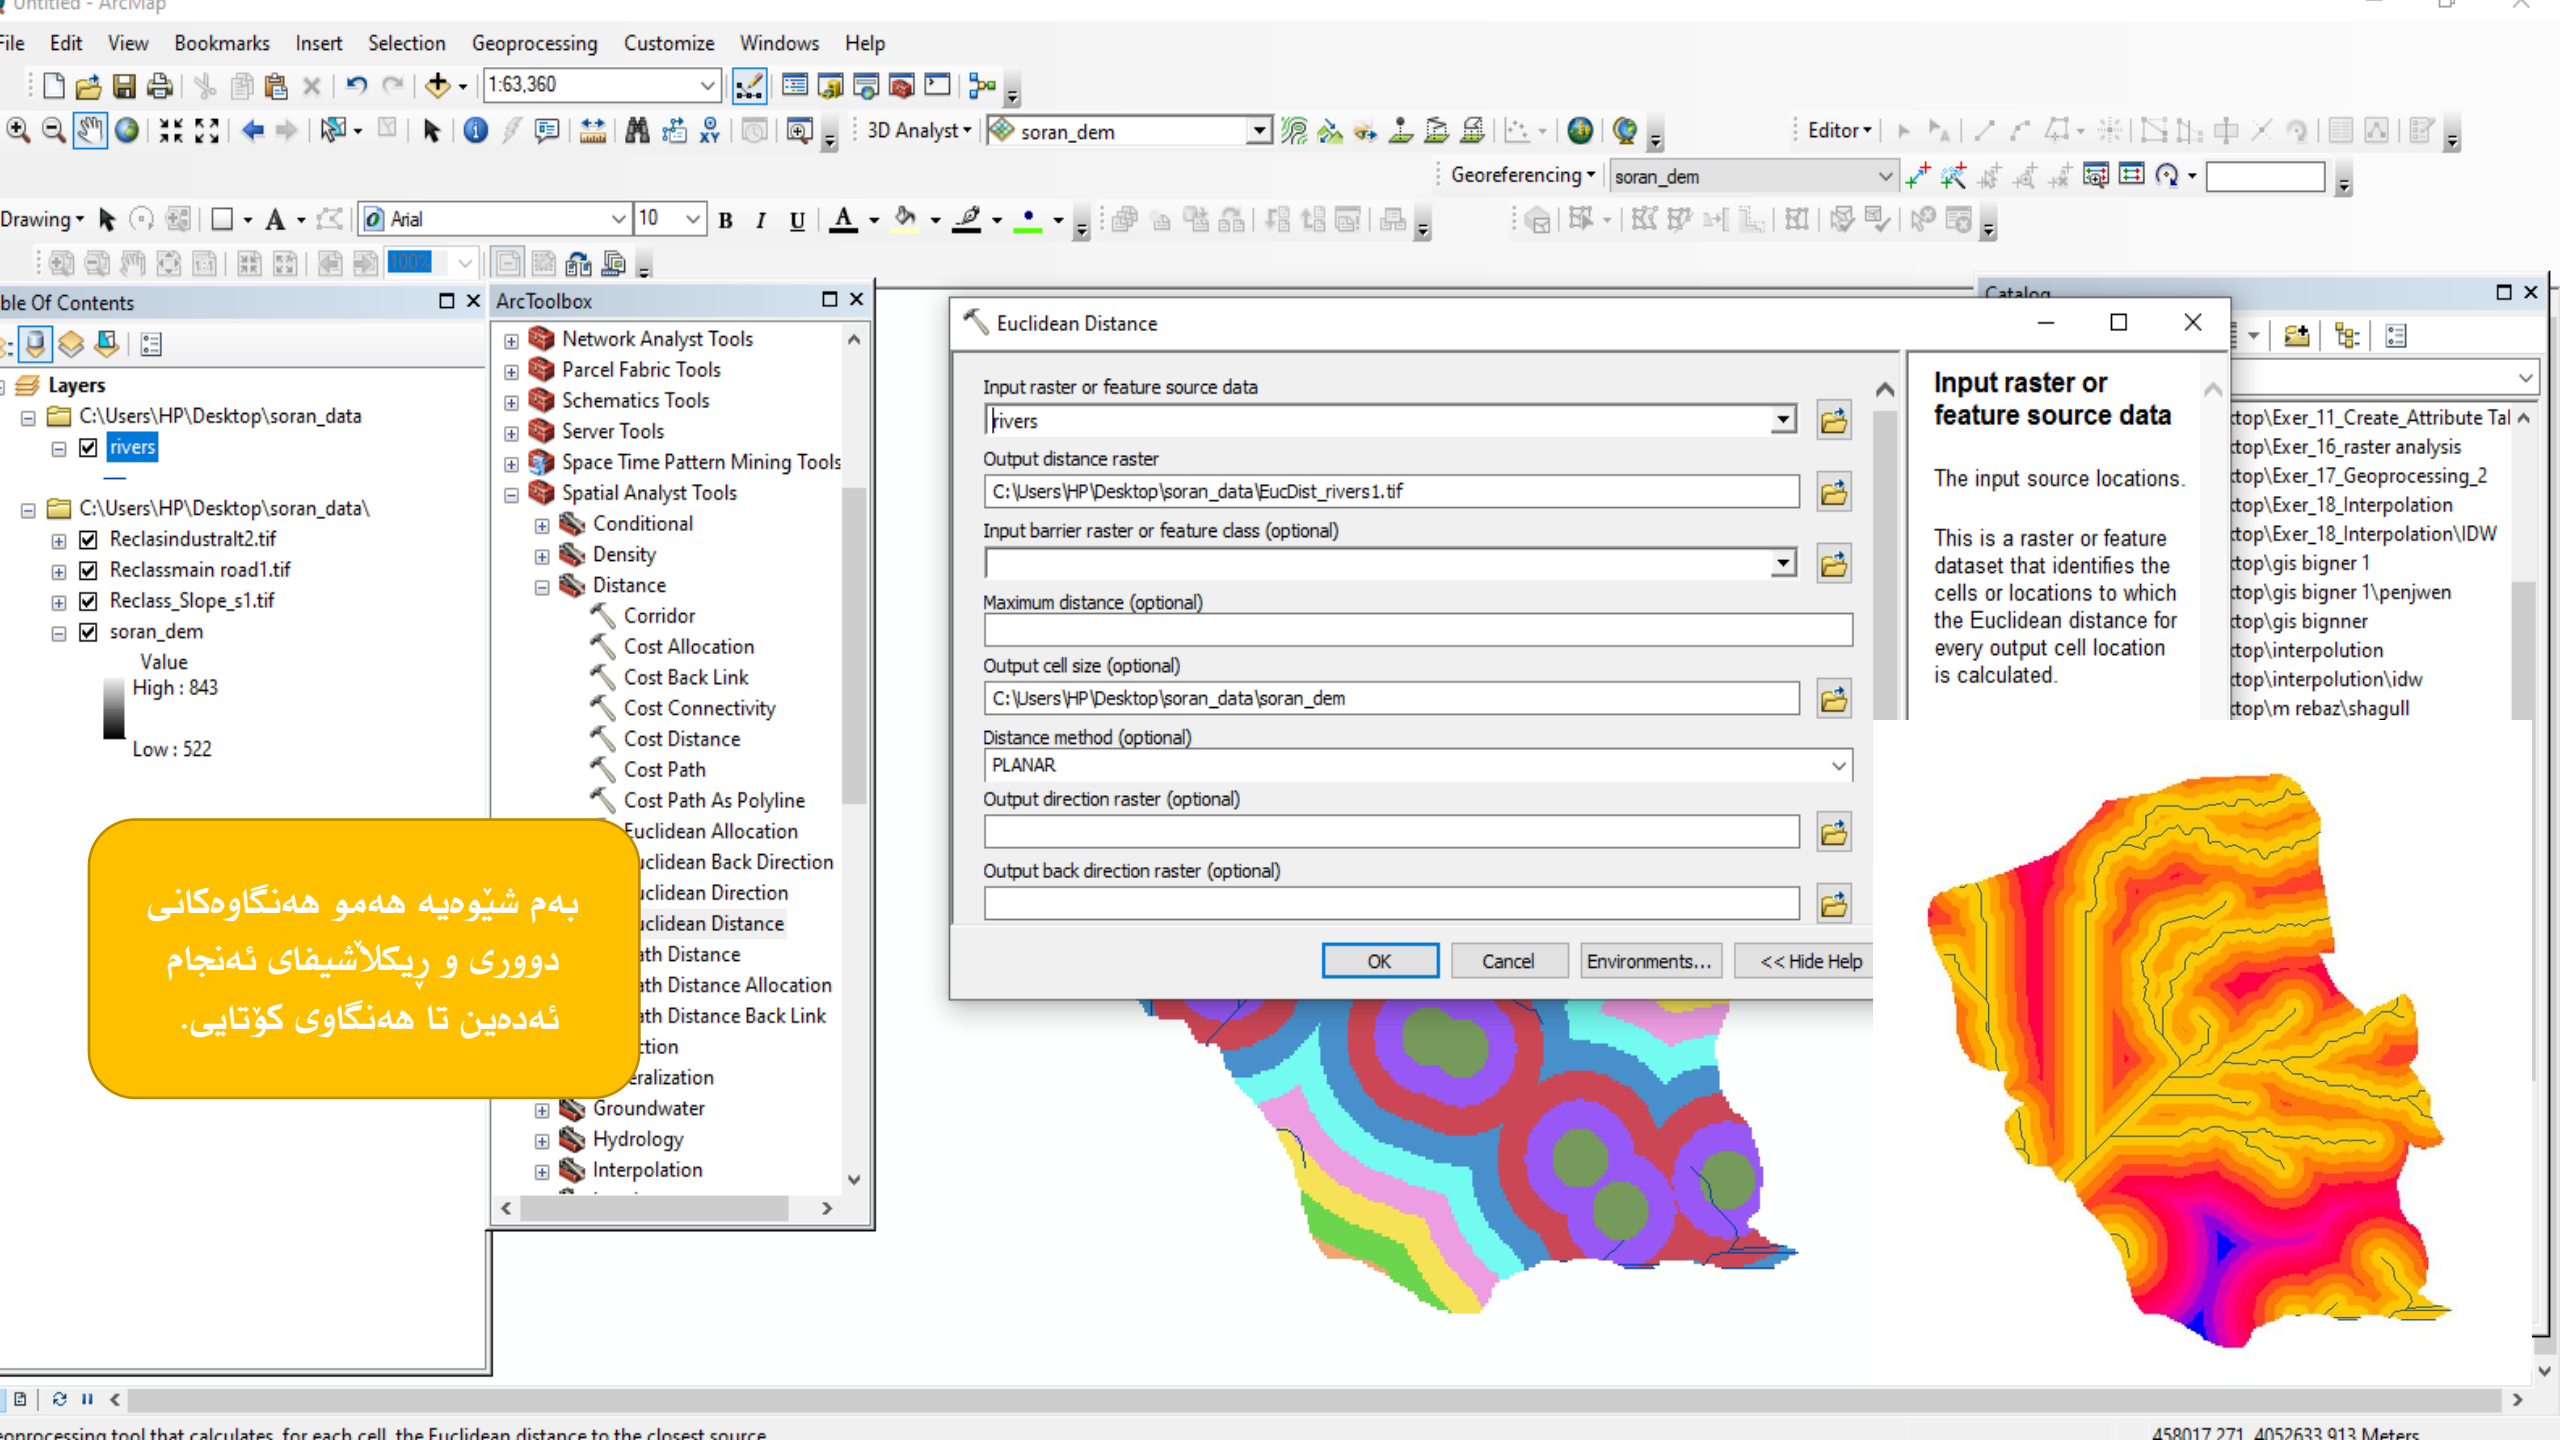 Untitled - ArcMap
File Edit View Bookmarks Insert Selection Geoprocessing Customize Windows Help
1:63,360
3D Analyst soran_dem Editor
Georeferencing soran_dem
Drawing A Arial 10 B I U A
100%
ble Of Contents
Layers
C:\Users\HP\Desktop\soran_data
rivers
C:\Users\HP\Desktop\soran_data\
Reclasindustralt2.tif
Reclassmain road1.tif
Reclass_Slope_s1.tif
soran_dem
Value
High : 843
Low : 522
بەم شێوەیە هەمو هەنگاوەکانی
دووری و ڕیکلاشیفای ئەنجام
ئەدەین تا هەنگاوی کۆتایی.
ArcToolbox
Network Analyst Tools
Parcel Fabric Tools
Schematics Tools
Server Tools
Space Time Pattern Mining Tools
Spatial Analyst Tools
Conditional
Density
Distance
Corridor
Cost Allocation
Cost Back Link
Cost Connectivity
Cost Distance
Cost Path
Cost Path As Polyline
Euclidean Allocation
uclidean Back Direction
uclidean Direction
uclidean Distance
ath Distance
ath Distance Allocation
ath Distance Back Link
ction
eralization
Groundwater
Hydrology
Interpolation
Euclidean Distance
Input raster or feature source data
rivers
Output distance raster
C:\Users\HP\Desktop\soran_data\EucDist_rivers1.tif
Input barrier raster or feature class (optional)
Maximum distance (optional)
Output cell size (optional)
C:\Users\HP\Desktop\soran_data\soran_dem
Distance method (optional)
PLANAR
Output direction raster (optional)
Output back direction raster (optional)
OK Cancel Environments... << Hide Help
Input raster or
feature source data
The input source locations.
This is a raster or feature
dataset that identifies the
cells or locations to which
the Euclidean distance for
every output cell location
is calculated.
Catalog
ktop\Exer_11_Create_Attribute Tal
ktop\Exer_16_raster analysis
ktop\Exer_17_Geoprocessing_2
ktop\Exer_18_Interpolation
ktop\Exer_18_Interpolation\IDW
ktop\gis bigner 1
ktop\gis bigner 1\penjwen
ktop\gis bignner
ktop\interpolution
ktop\interpolution\idw
ktop\m rebaz\shagull
eoprocessing tool that calculates, for each cell, the Euclidean distance to the closest source.
458017.271 4052633.913 Meters